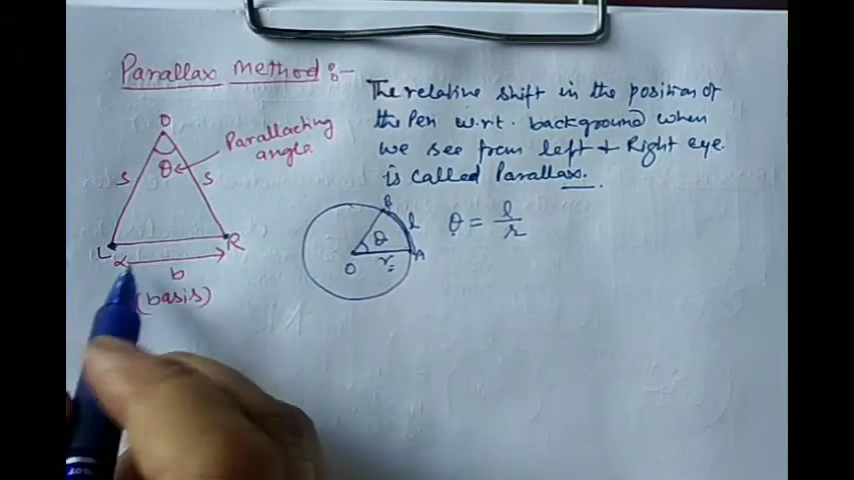 Parallax method :-
The relative shift in the position of
the Pen w.r.t. background when
we see from left & Right eye
is called Parallax.
O
Parallactic
angle
θ
S
S
L
R
b
(basis)
B
θ
l
O
r
A
θ = l/r